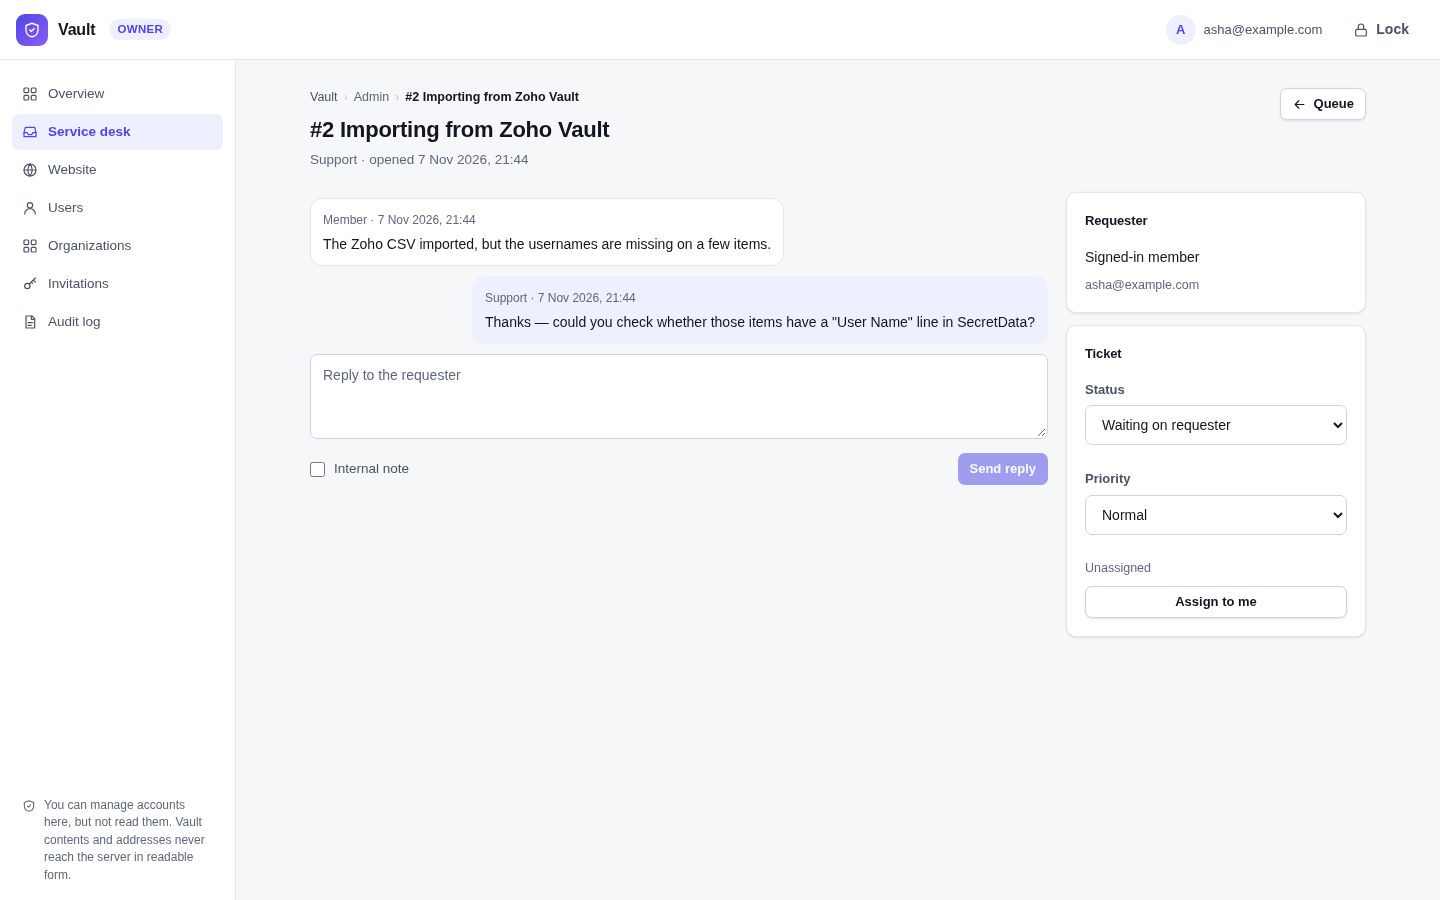 Vault
OWNER
A
asha@example.com
Lock
Overview
Service desk
Website
Users
Organizations
Invitations
Audit log
You can manage accounts
here, but not read them. Vault
contents and addresses never
reach the server in readable
form.
Vault › Admin › #2 Importing from Zoho Vault
#2 Importing from Zoho Vault
Support · opened 7 Nov 2026, 21:44
Queue
Member · 7 Nov 2026, 21:44
The Zoho CSV imported, but the usernames are missing on a few items.
Support · 7 Nov 2026, 21:44
Thanks — could you check whether those items have a "User Name" line in SecretData?
Reply to the requester
Internal note
Send reply
Requester
Signed-in member
asha@example.com
Ticket
Status
Waiting on requester
Priority
Normal
Unassigned
Assign to me